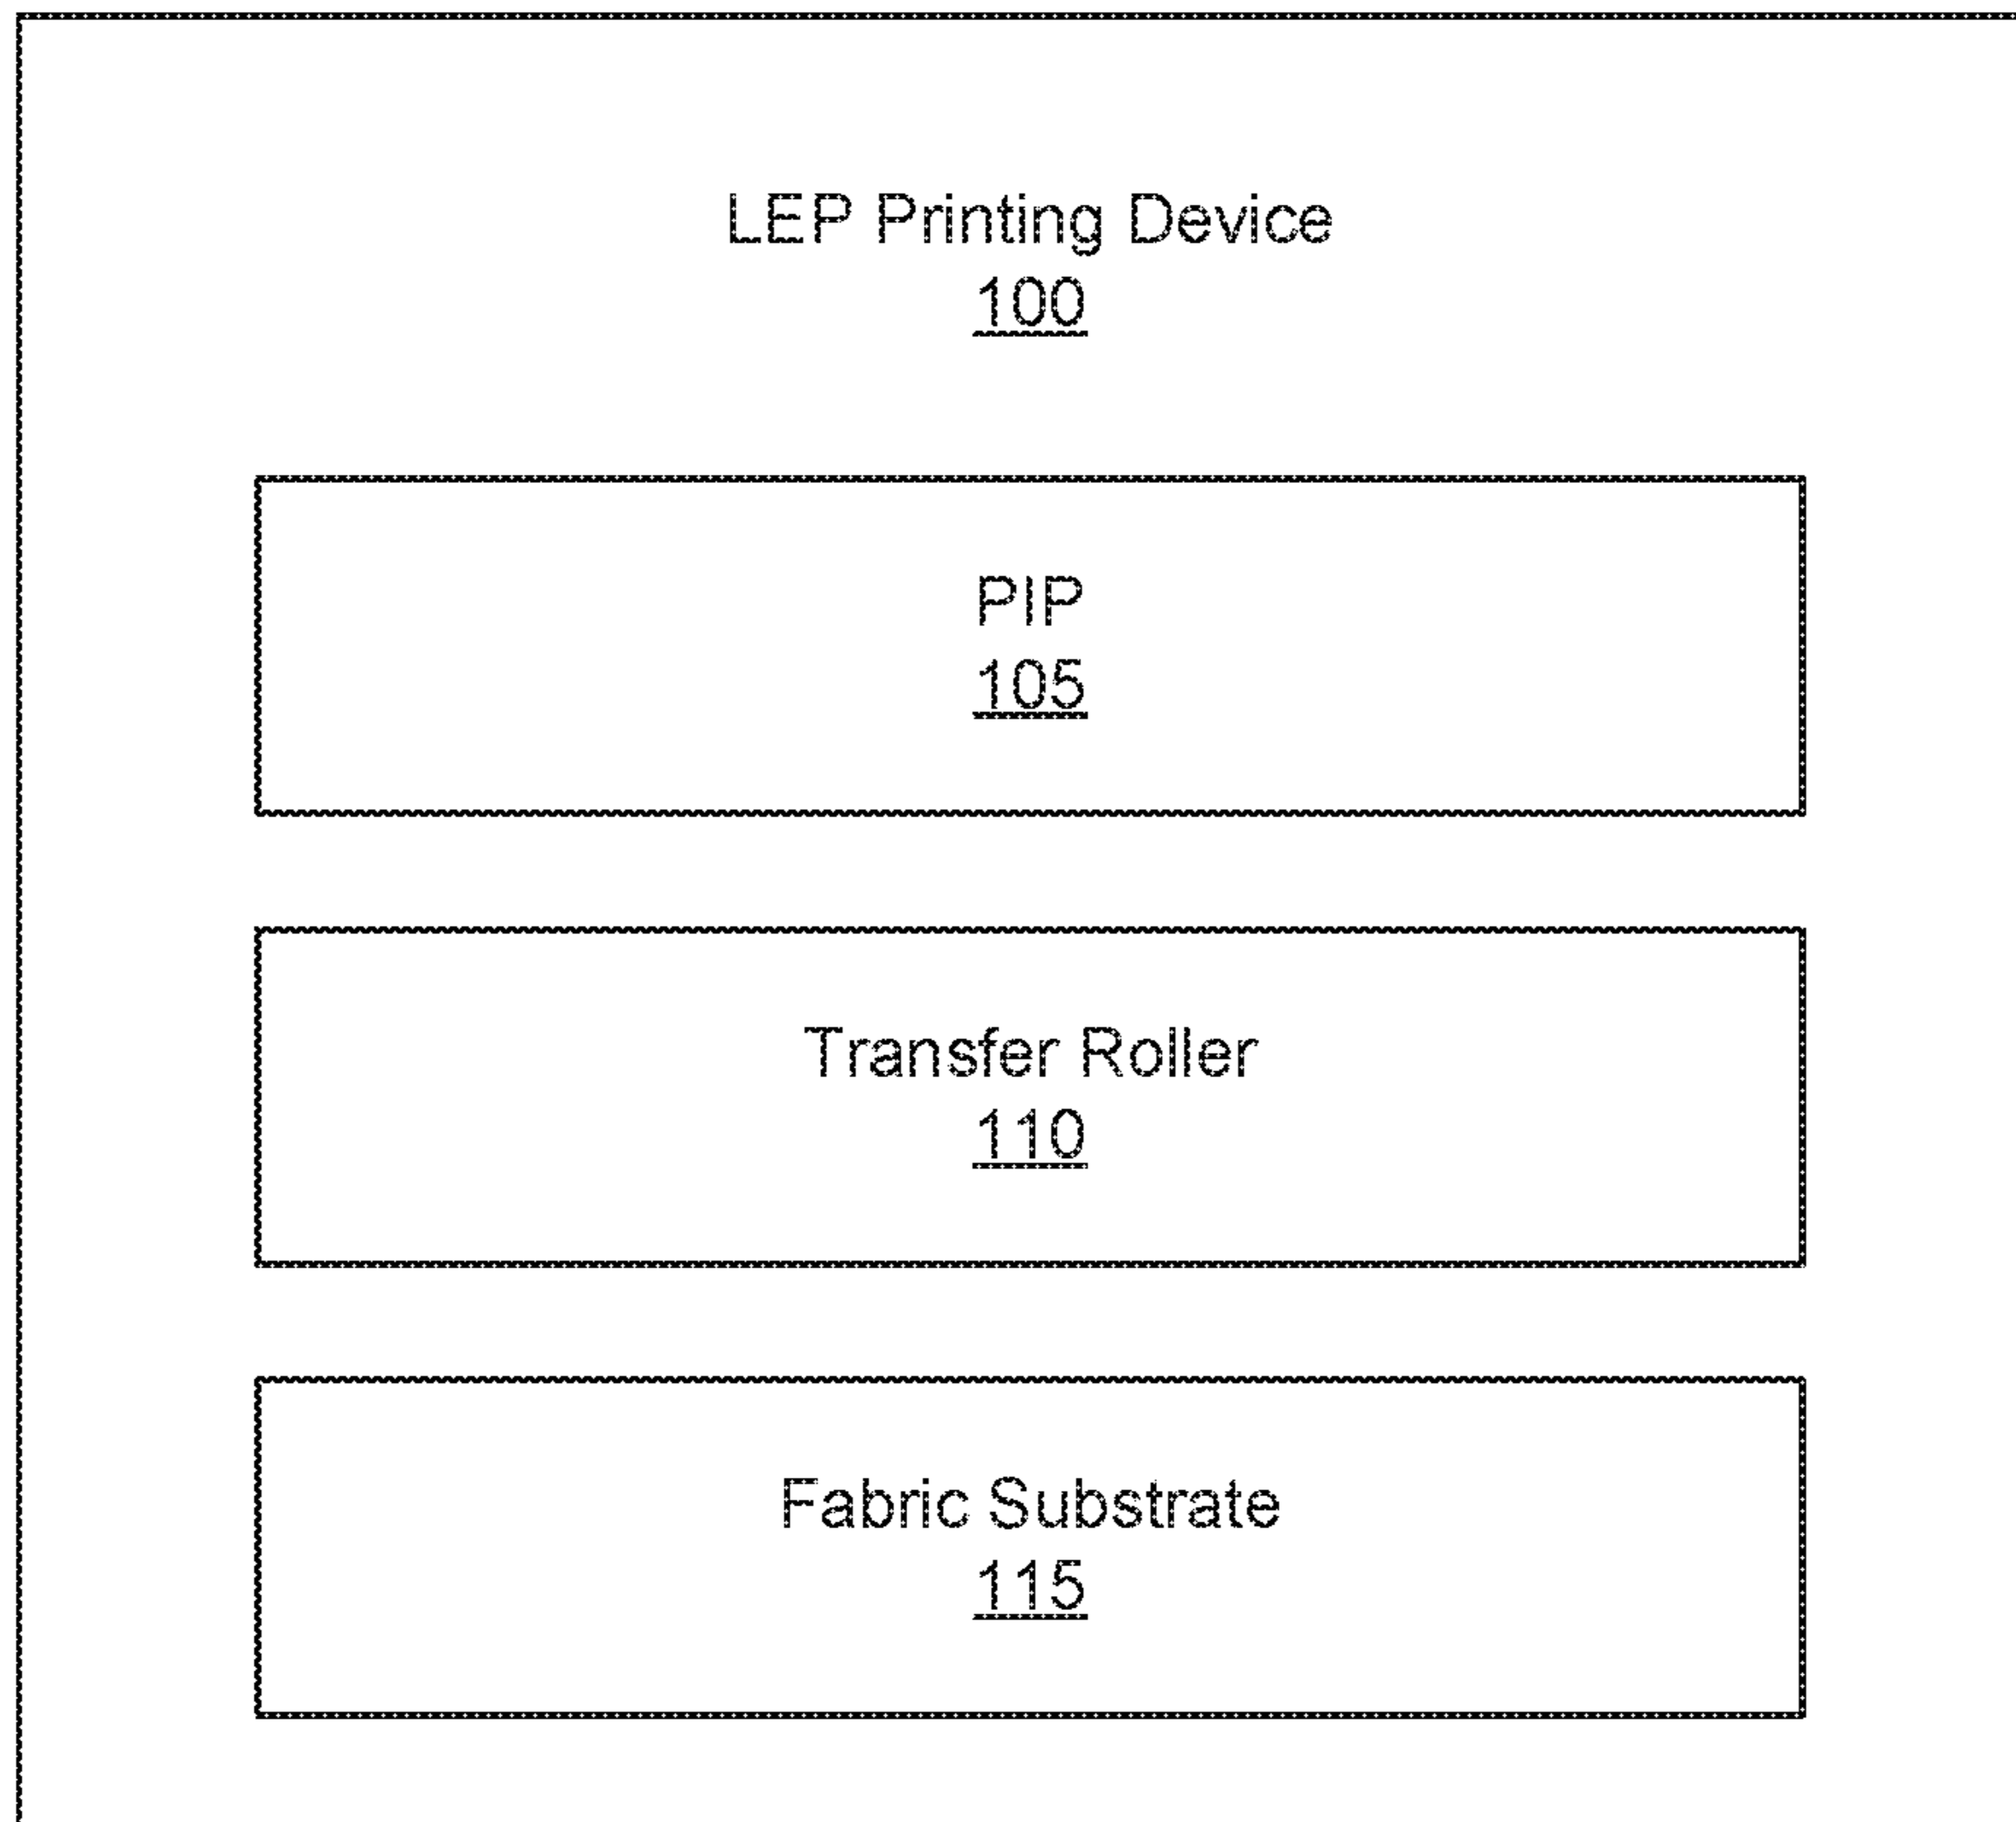 LEP Printing Device
100
PIP
105
Transfer Roller
110
Fabric Substrate
115